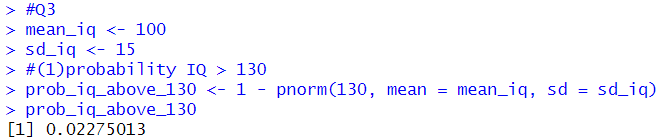 > #Q3
> mean_iq <- 100
> sd_iq <- 15
> #(1)probability IQ > 130
> prob_iq_above_130 <- 1 - pnorm(130, mean = mean_iq, sd = sd_iq)
> prob_iq_above_130
[1] 0.02275013